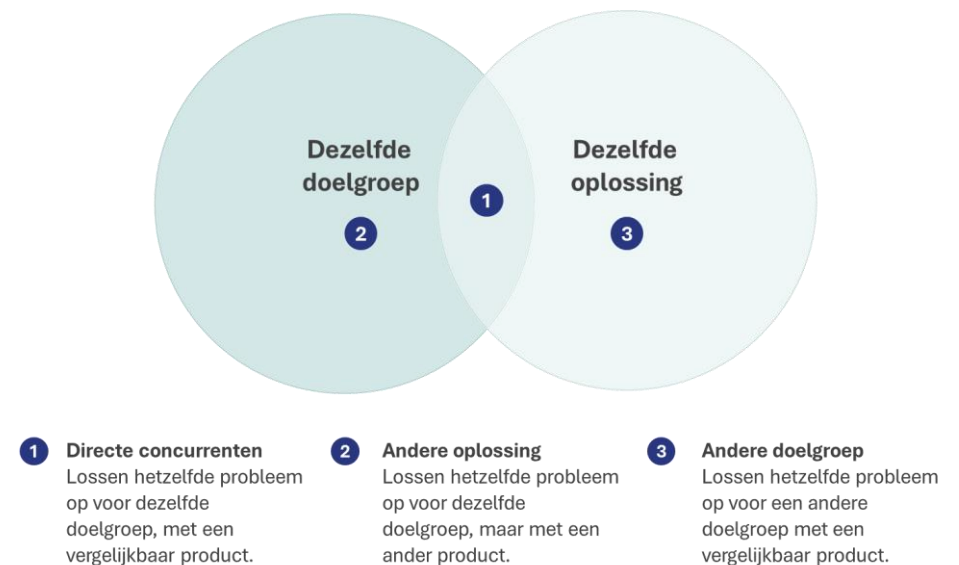 Dezelfde
doelgroep
2
1
Dezelfde
oplossing
3
1 Directe concurrenten
Lossen hetzelfde probleem
op voor dezelfde
doelgroep, met een
vergelijkbaar product.
2 Andere oplossing
Lossen hetzelfde probleem
op voor dezelfde
doelgroep, maar met een
ander product.
3 Andere doelgroep
Lossen hetzelfde probleem
op voor een andere
doelgroep met een
vergelijkbaar product.